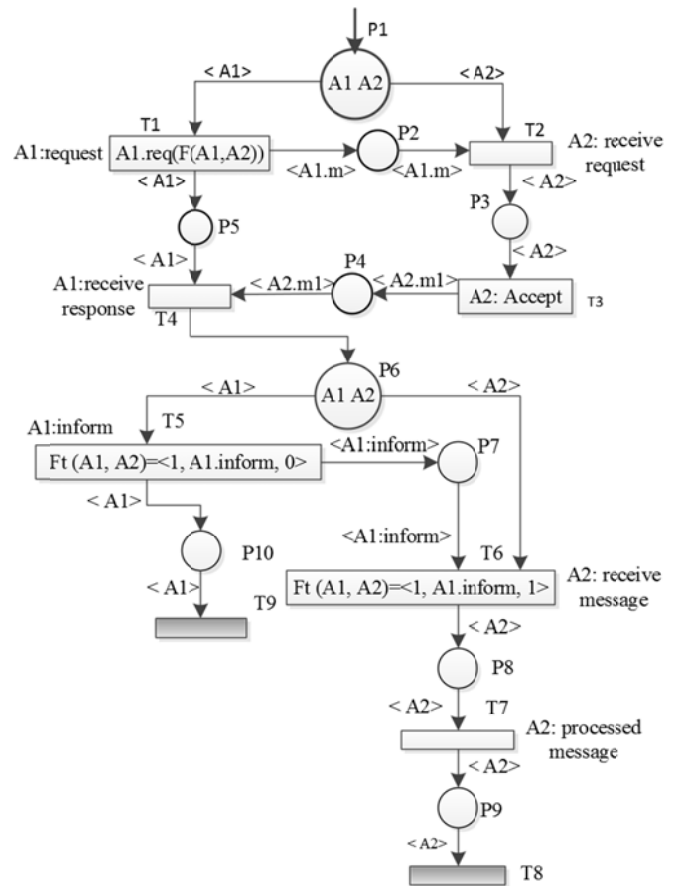 P1
< A1>
< A2>
A1 A2
T1
A1:request
A1.req(F(A1,A2))
P2
T2
A2: receive
request
<A1.m>
<A1.m>
< A1>
< A2>
P3
P5
< A1>
< A2>
P4
A1:receive
response
< A2.m1>
< A2.m1>
A2: Accept
T3
T4
P6
< A1>
< A2>
A1 A2
T5
A1:inform
<A1:inform>
P7
Ft (A1, A2)=<1, A1.inform, 0>
< A1>
P10
<A1:inform>
T6
< A1>
Ft (A1, A2)=<1, A1.inform, 1>
A2: receive
message
T9
< A2>
P8
< A2>
T7
A2: processed
message
< A2>
P9
< A2>
T8